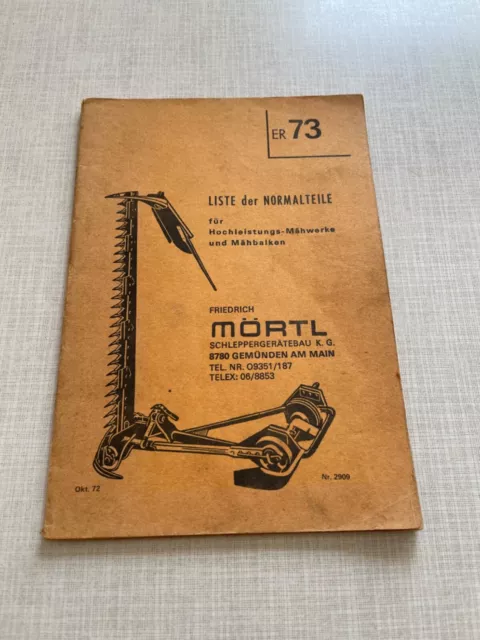 ER 73
LISTE der NORMALTEILE
für
Hochleistungs-Mähwerke
und Mähbalken
FRIEDRICH
MÖRTL
SCHLEPPERGERÄTEBAU K. G.
8780 GEMÜNDEN AM MAIN
TEL. NR. 09351/187
TELEX: 06/8853
Okt. 72
Nr. 2909